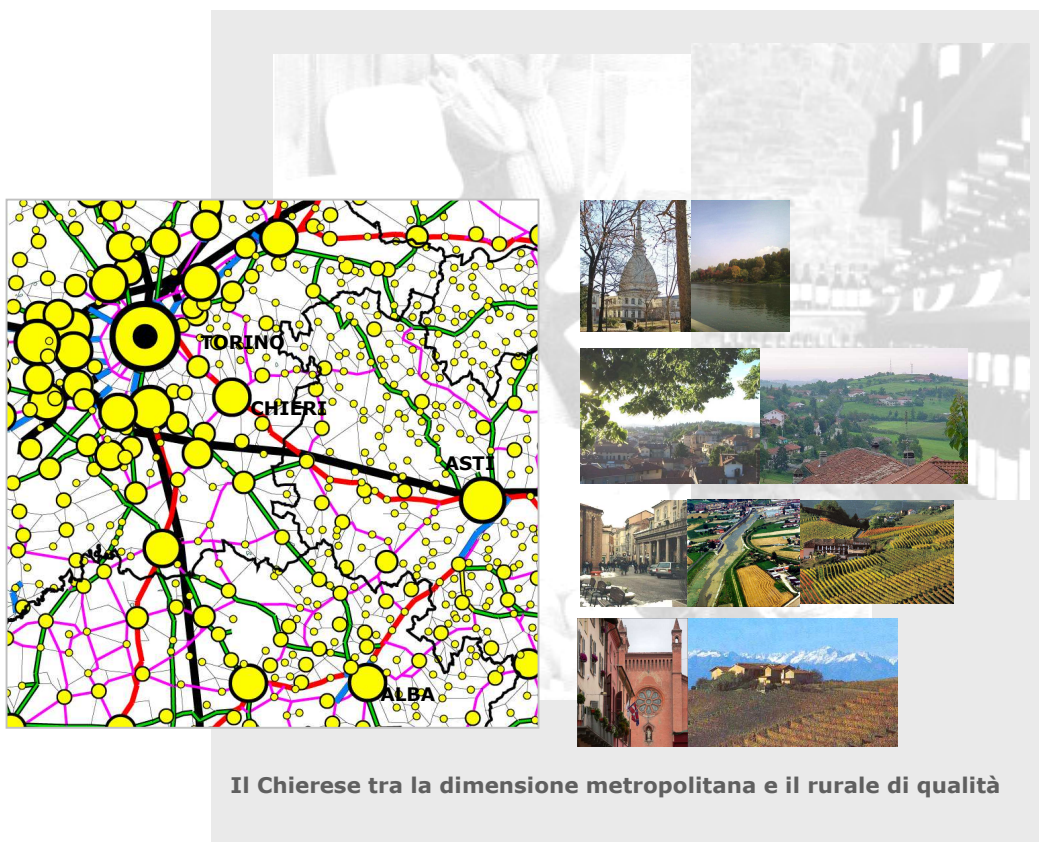 TORINO
CHIERI
ASTI
ALBA
Il Chierese tra la dimensione metropolitana e il rurale di qualità